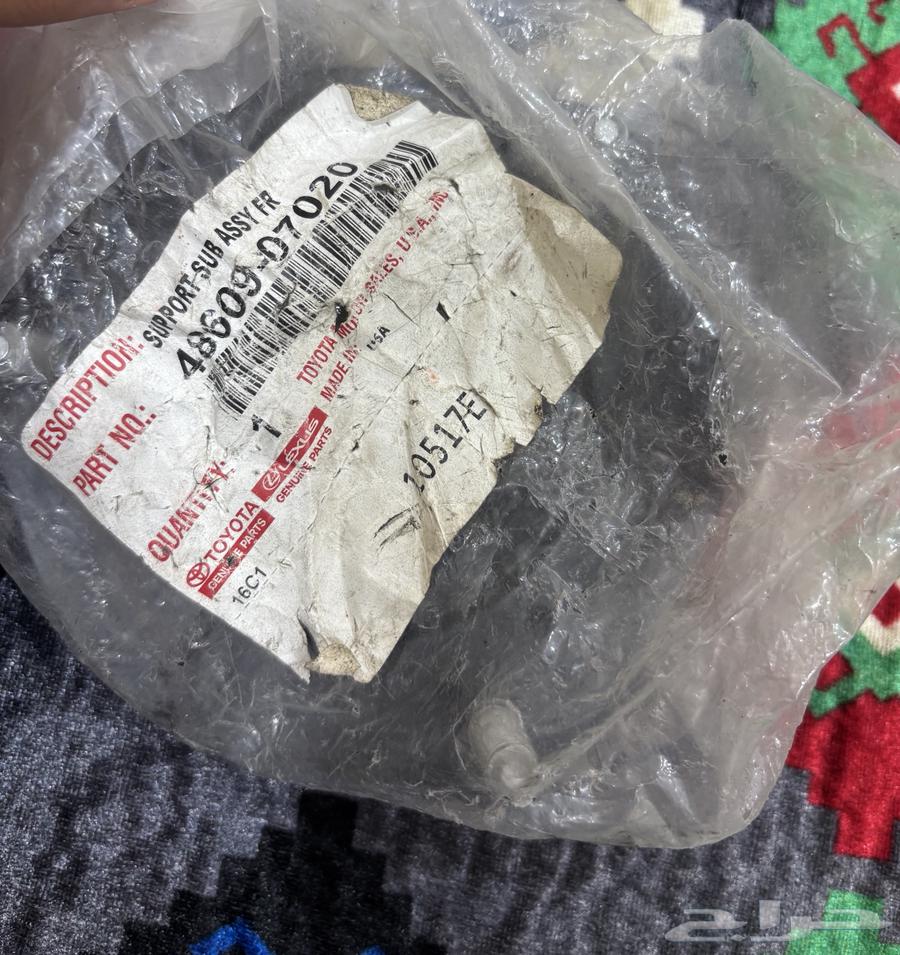 DESCRIPTION: SUPPORT-SUB ASSY FR
PART NO.: 48609-07020
QUANTITY: 1
TOYOTA MOTOR SALES, U.S.A., INC
MADE IN USA
TOYOTA
GENUINE PARTS
LEXUS
GENUINE PARTS
16C1
10517E
حراج